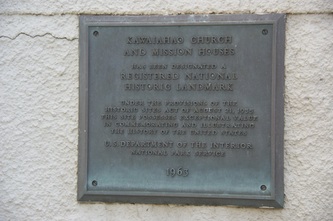 KAWAIAHAO CHURCH
AND MISSION HOUSES
HAS BEEN DESIGNATED A
REGISTERED NATIONAL
HISTORIC LANDMARK
UNDER THE PROVISIONS OF THE
HISTORIC SITES ACT OF AUGUST 21, 1935
THIS SITE POSSESSES EXCEPTIONAL VALUE
IN COMMEMORATING AND ILLUSTRATING
THE HISTORY OF THE UNITED STATES
U.S. DEPARTMENT OF THE INTERIOR
NATIONAL PARK SERVICE
1963